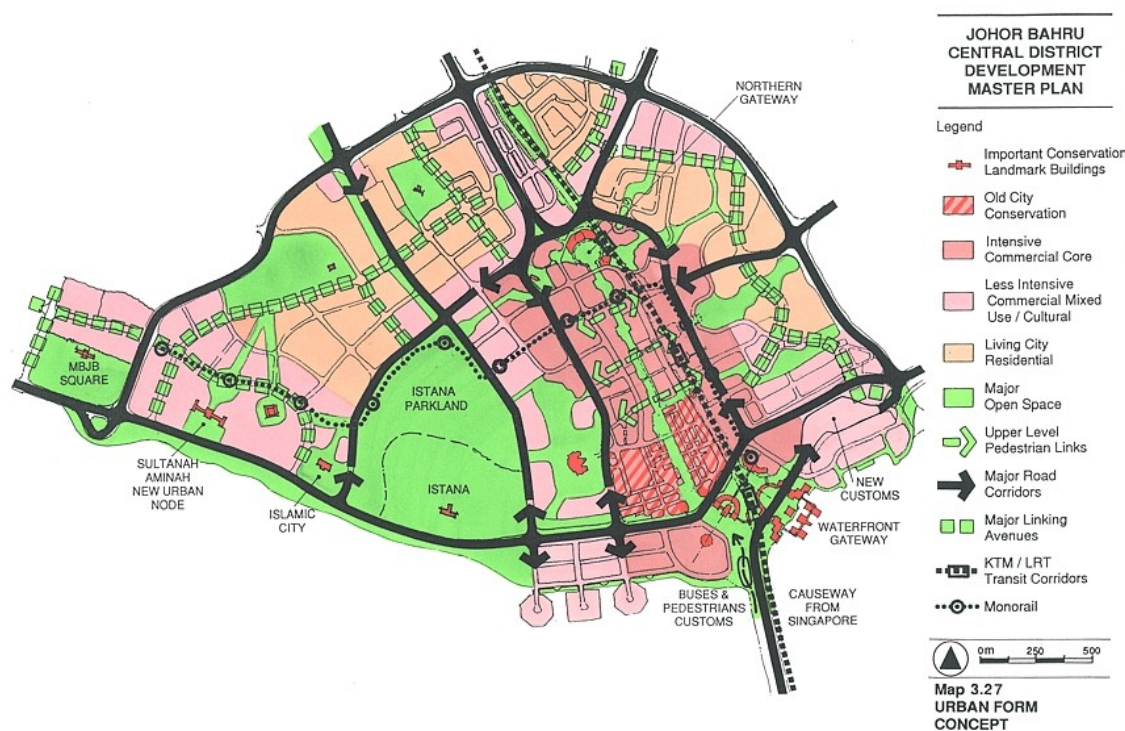 JOHOR BAHRU
CENTRAL DISTRICT
DEVELOPMENT
MASTER PLAN
Legend
Important Conservation
Landmark Buildings
Old City
Conservation
Intensive
Commercial Core
Less Intensive
Commercial Mixed
Use / Cultural
Living City
Residential
Major
Open Space
Upper Level
Pedestrian Links
Major Road
Corridors
Major Linking
Avenues
KTM / LRT
Transit Corridors
Monorail
0m 250 500
Map 3.27
URBAN FORM
CONCEPT
NORTHERN
GATEWAY
MBJB
SQUARE
ISTANA
PARKLAND
ISTANA
SULTANAH
AMINAH
NEW URBAN
NODE
ISLAMIC
CITY
NEW
CUSTOMS
WATERFRONT
GATEWAY
BUSES &
PEDESTRIANS
CUSTOMS
CAUSEWAY
FROM
SINGAPORE